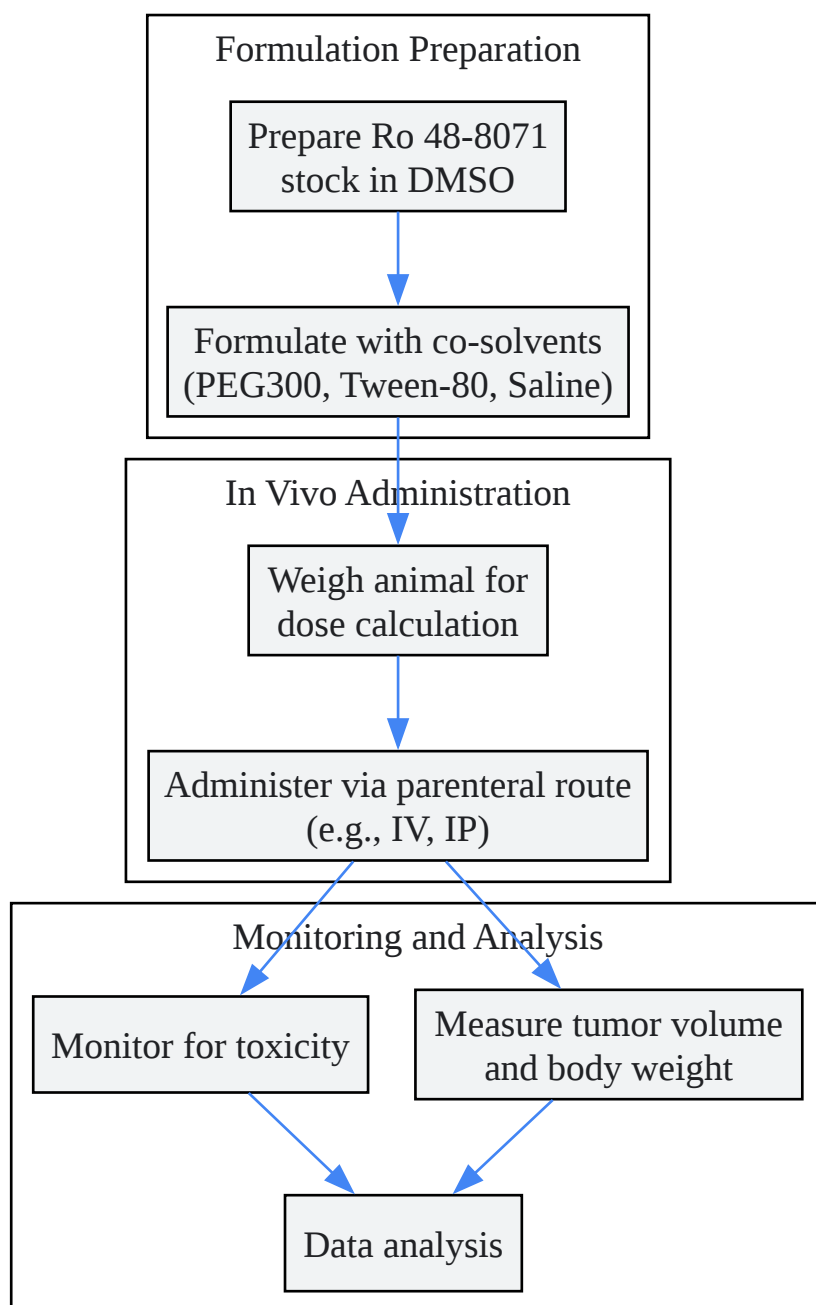 Formulation Preparation
Prepare Ro 48-8071
stock in DMSO
Formulate with co-solvents
(PEG300, Tween-80, Saline)
In Vivo Administration
Weigh animal for
dose calculation
Administer via parenteral route
(e.g., IV, IP)
Monitoring and Analysis
Monitor for toxicity
Measure tumor volume
and body weight
Data analysis